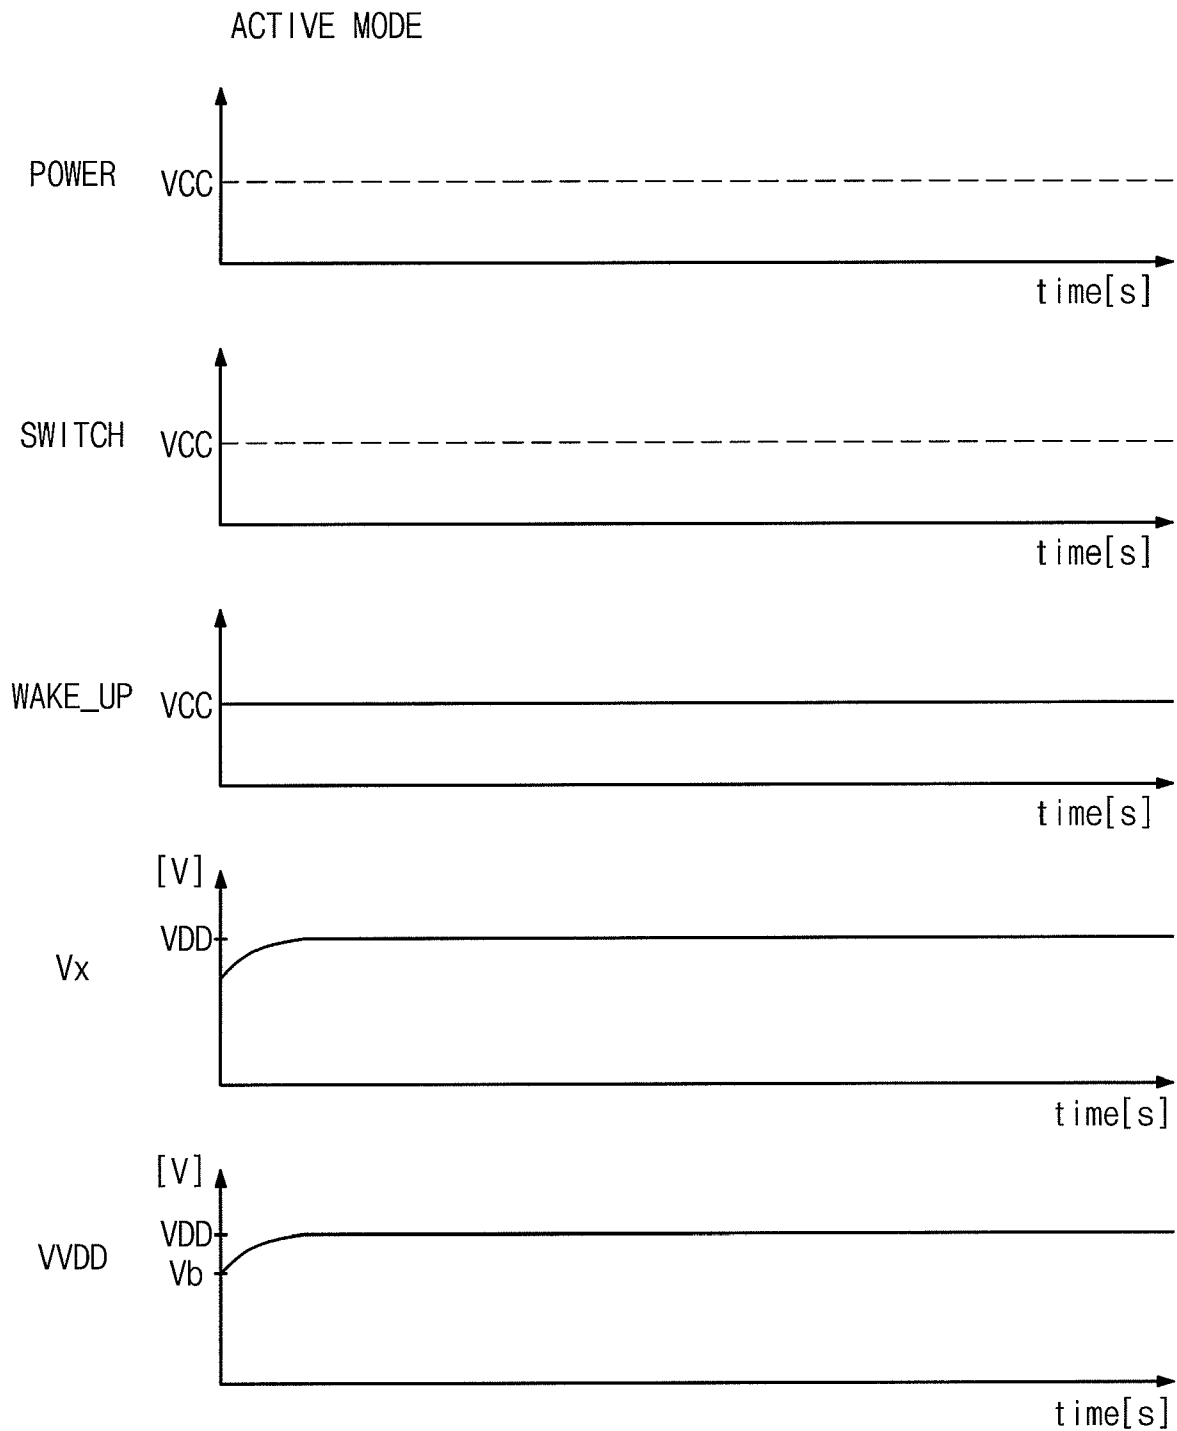 ACTIVE MODE
POWER VCC
time[s]
SWITCH VCC
time[s]
WAKE_UP VCC
time[s]
[V]
VDD
Vx
time[s]
[V]
VDD
VVDD
Vb
time[s]